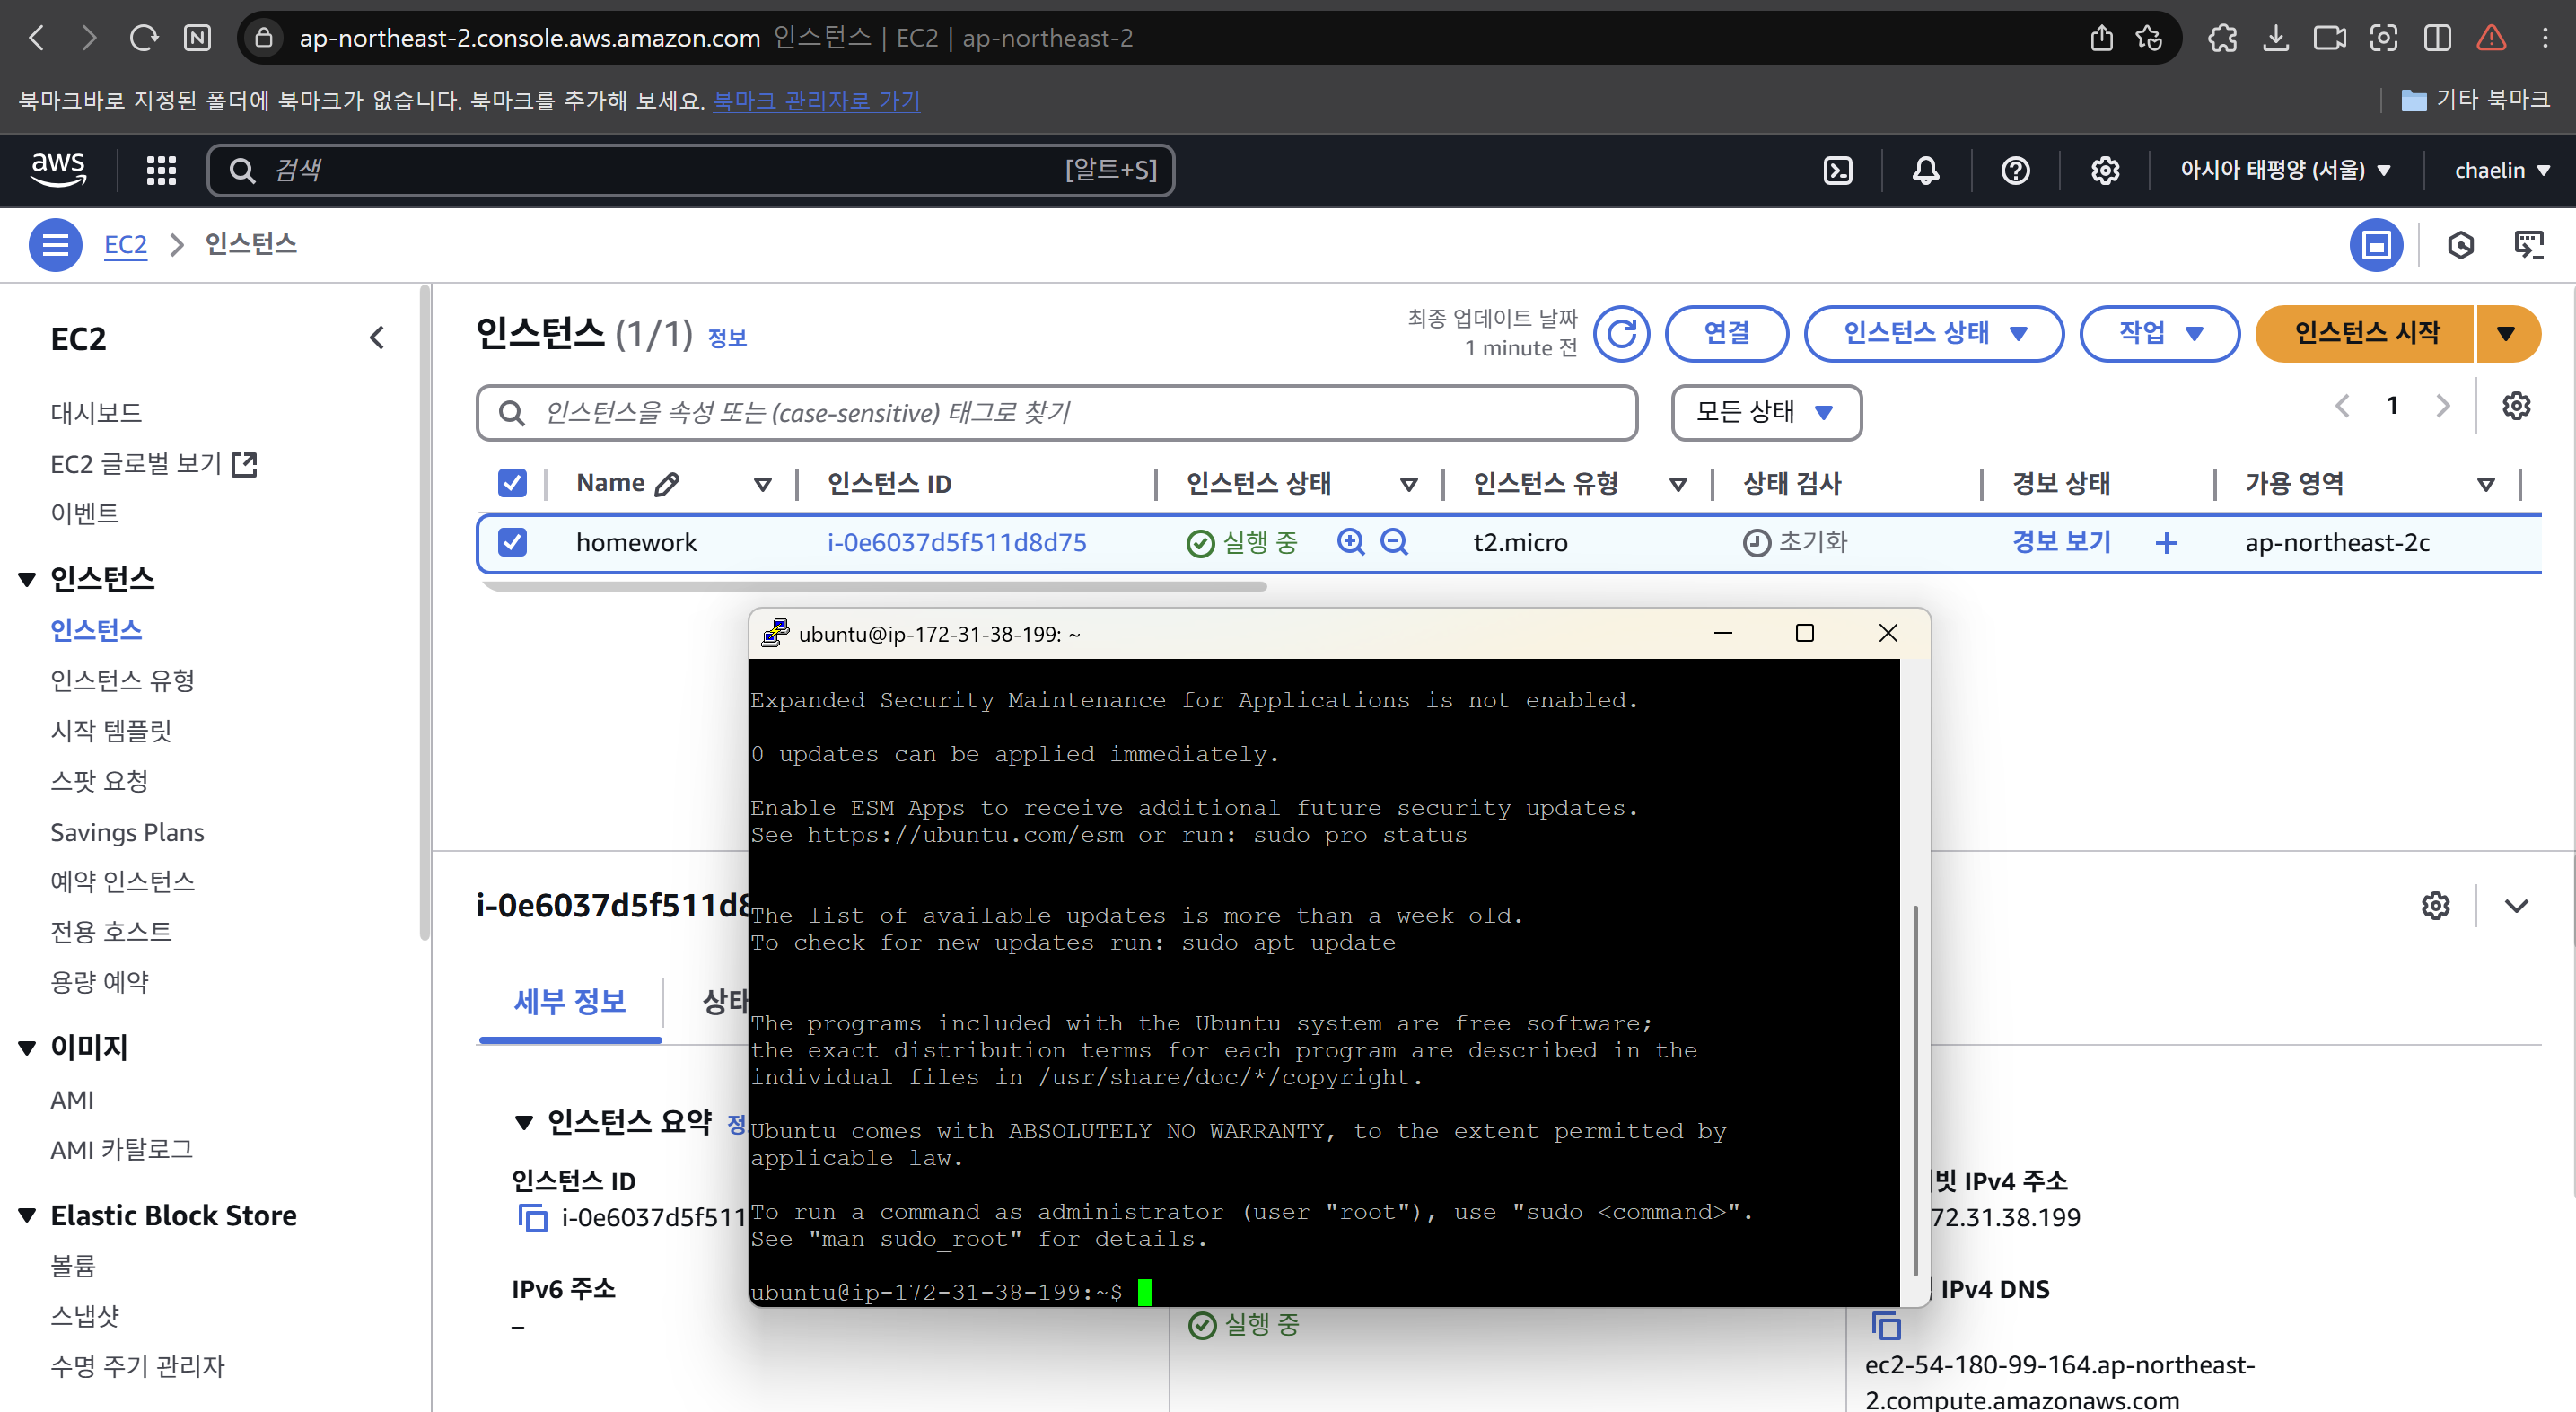 ap-northeast-2.console.aws.amazon.com 인스턴스 | EC2 | ap-northeast-2
북마크바로 지정된 폴더에 북마크가 없습니다. 북마크를 추가해 보세요. 북마크 관리자로 가기
기타 북마크
aws
검색
[알트+S]
아시아 태평양 (서울)
chaelin
EC2
인스턴스
EC2
대시보드
EC2 글로벌 보기
이벤트
인스턴스
인스턴스
인스턴스 유형
시작 템플릿
스팟 요청
Savings Plans
예약 인스턴스
전용 호스트
용량 예약
이미지
AMI
AMI 카탈로그
Elastic Block Store
볼륨
스냅샷
수명 주기 관리자
인스턴스 (1/1) 정보
최종 업데이트 날짜
1 minute 전
연결
인스턴스 상태
작업
인스턴스 시작
인스턴스을 속성 또는 (case-sensitive) 태그로 찾기
모든 상태
1
Name
인스턴스 ID
인스턴스 상태
인스턴스 유형
상태 검사
경보 상태
가용 영역
homework
i-0e6037d5f511d8d75
실행 중
t2.micro
초기화
경보 보기
ap-northeast-2c
ubuntu@ip-172-31-38-199: ~
Expanded Security Maintenance for Applications is not enabled.
0 updates can be applied immediately.
Enable ESM Apps to receive additional future security updates.
See https://ubuntu.com/esm or run: sudo pro status
The list of available updates is more than a week old.
To check for new updates run: sudo apt update
The programs included with the Ubuntu system are free software;
the exact distribution terms for each program are described in the
individual files in /usr/share/doc/*/copyright.
Ubuntu comes with ABSOLUTELY NO WARRANTY, to the extent permitted by
applicable law.
To run a command as administrator (user "root"), use "sudo <command>".
See "man sudo_root" for details.
ubuntu@ip-172-31-38-199:~$
i-0e6037d5f511d8
세부 정보
상태
인스턴스 요약
인스턴스 ID
i-0e6037d5f511
IPv6 주소
–
실행 중
빗 IPv4 주소
72.31.38.199
IPv4 DNS
ec2-54-180-99-164.ap-northeast-
2.compute.amazonaws.com